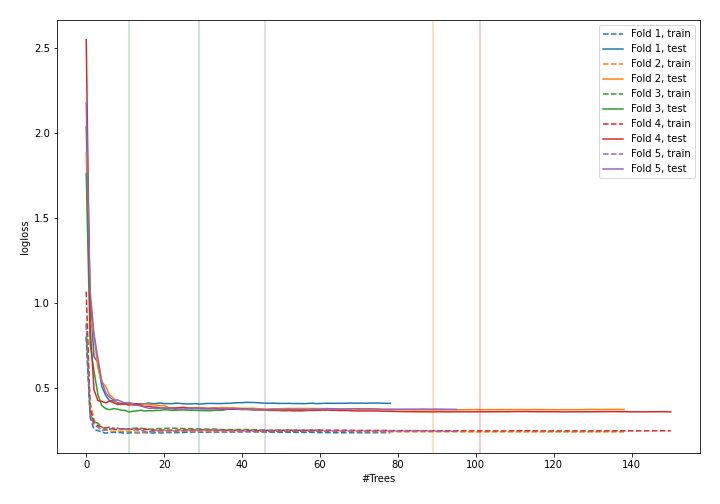 2.5
2.0
1.5
1.0
0.5
logloss
0
20
40
60
80
100
120
140
#Trees
Fold 1, train
Fold 1, test
Fold 2, train
Fold 2, test
Fold 3, train
Fold 3, test
Fold 4, train
Fold 4, test
Fold 5, train
Fold 5, test